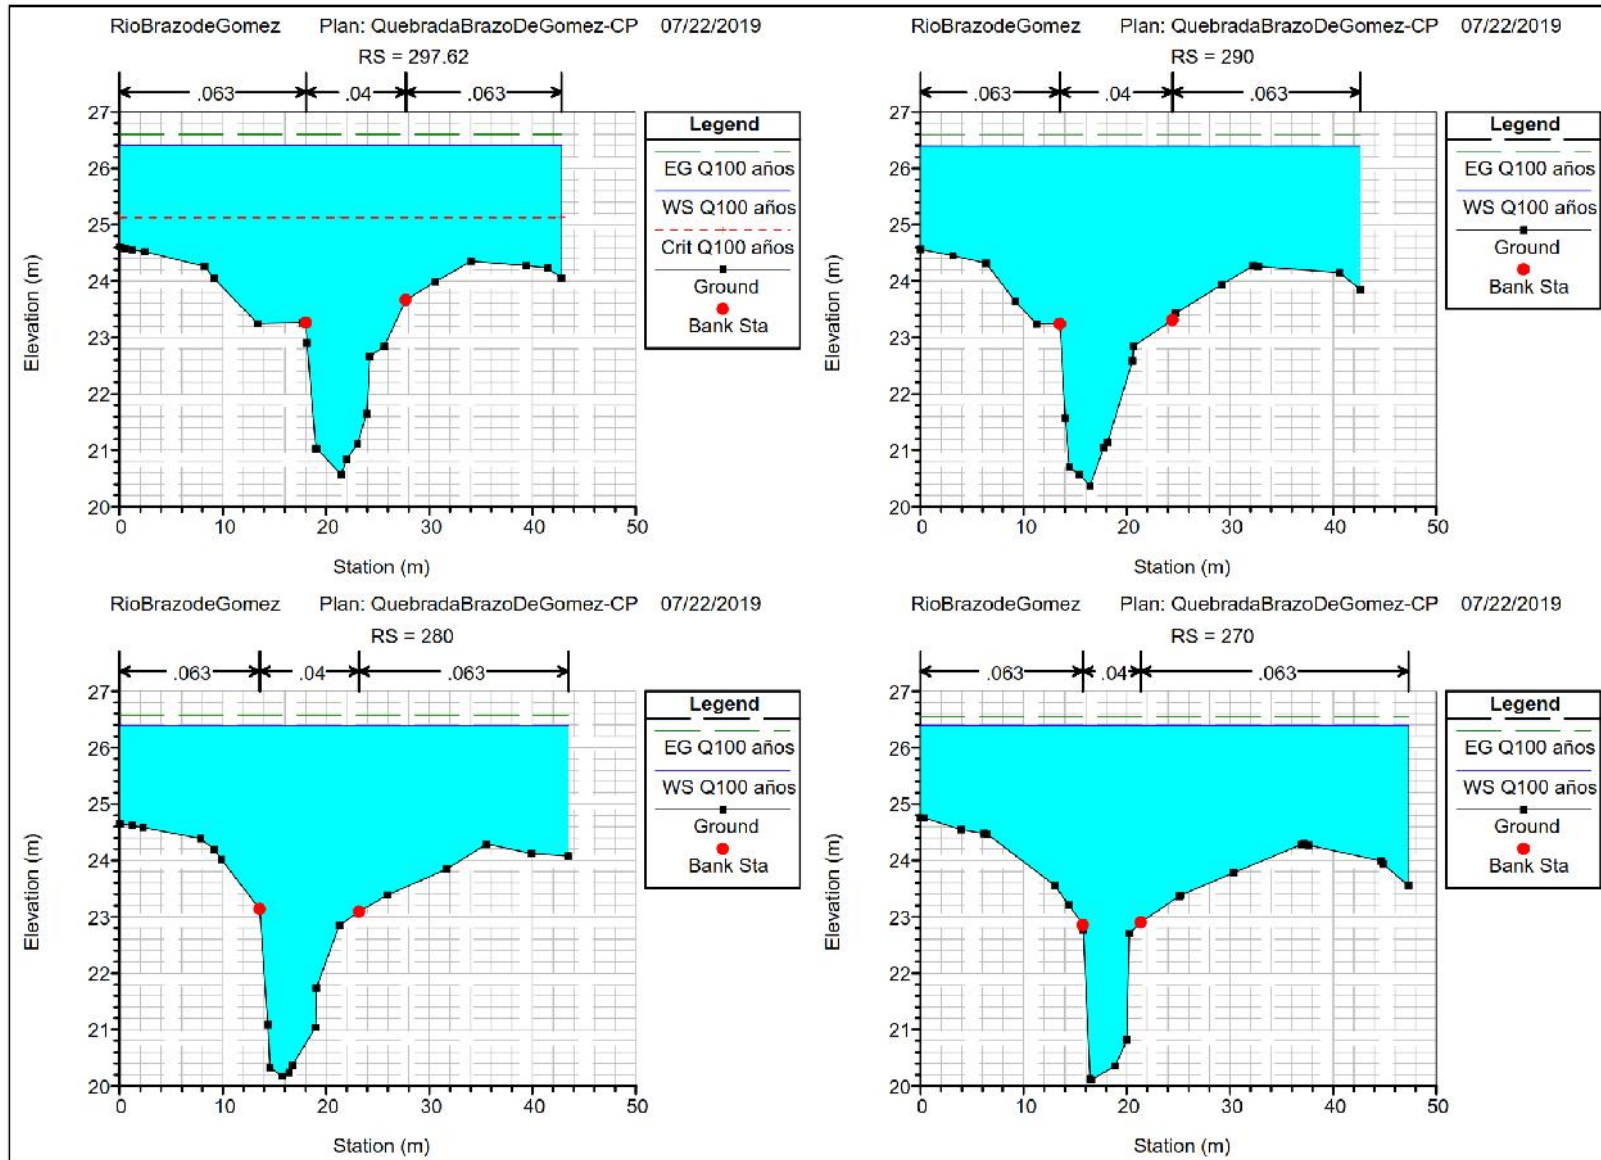 RioBrazodeGomez Plan: QuebradaBrazoDeGomez-CP 07/22/2019
RS = 297.62
.063 .04 .063
27
26
25
24
23
22
21
20
0 10 20 30 40 50
Elevation (m)
Station (m)
Legend
EG Q100 años
WS Q100 años
Crit Q100 años
Ground
Bank Sta
RioBrazodeGomez Plan: QuebradaBrazoDeGomez-CP 07/22/2019
RS = 290
.063 .04 .063
27
26
25
24
23
22
21
20
0 10 20 30 40 50
Elevation (m)
Station (m)
Legend
EG Q100 años
WS Q100 años
Ground
Bank Sta
RioBrazodeGomez Plan: QuebradaBrazoDeGomez-CP 07/22/2019
RS = 280
.063 .04 .063
27
26
25
24
23
22
21
20
0 10 20 30 40 50
Elevation (m)
Station (m)
Legend
EG Q100 años
WS Q100 años
Ground
Bank Sta
RioBrazodeGomez Plan: QuebradaBrazoDeGomez-CP 07/22/2019
RS = 270
.063 .04 .063
27
26
25
24
23
22
21
20
0 10 20 30 40 50
Elevation (m)
Station (m)
Legend
EG Q100 años
WS Q100 años
Ground
Bank Sta